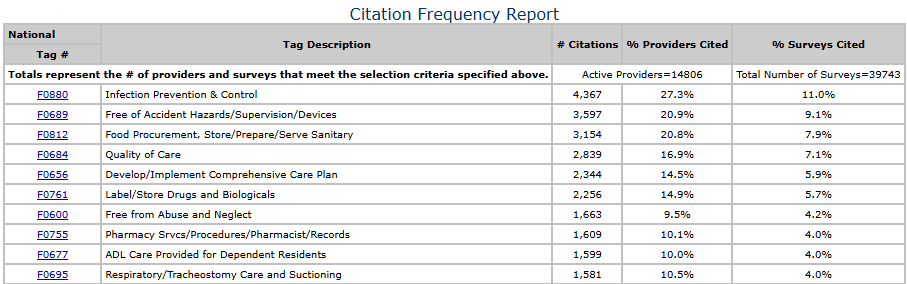 Citation Frequency Report
National
Tag # Tag Description # Citations % Providers Cited % Surveys Cited
Totals represent the # of providers and surveys that meet the selection criteria specified above. Active Providers=14806 Total Number of Surveys=39743
F0880 Infection Prevention & Control 4,367 27.3% 11.0%
F0689 Free of Accident Hazards/Supervision/Devices 3,597 20.9% 9.1%
F0812 Food Procurement, Store/Prepare/Serve Sanitary 3,154 20.8% 7.9%
F0684 Quality of Care 2,839 16.9% 7.1%
F0656 Develop/Implement Comprehensive Care Plan 2,344 14.5% 5.9%
F0761 Label/Store Drugs and Biologicals 2,256 14.9% 5.7%
F0600 Free from Abuse and Neglect 1,663 9.5% 4.2%
F0755 Pharmacy Srvcs/Procedures/Pharmacist/Records 1,609 10.1% 4.0%
F0677 ADL Care Provided for Dependent Residents 1,599 10.0% 4.0%
F0695 Respiratory/Tracheostomy Care and Suctioning 1,581 10.5% 4.0%